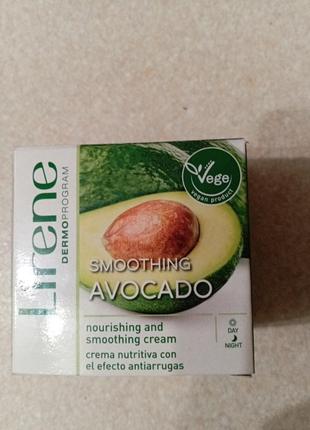 Lirene
DERMOPROGRAM
Vege
vegan product
SMOOTHING
AVOCADO
nourishing and
smoothing cream
crema nutritiva con
el efecto antiarrugas
DAY
NIGHT